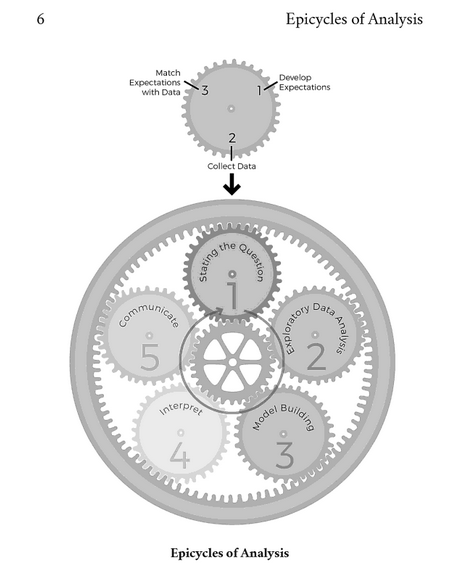 6
Epicycles of Analysis
Match
Expectations
with Data
3
1
Develop
Expectations
2
Collect Data
Stating the Question
1
Exploratory Data Analysis
2
Model Building
3
Interpret
4
Communicate
5
Epicycles of Analysis